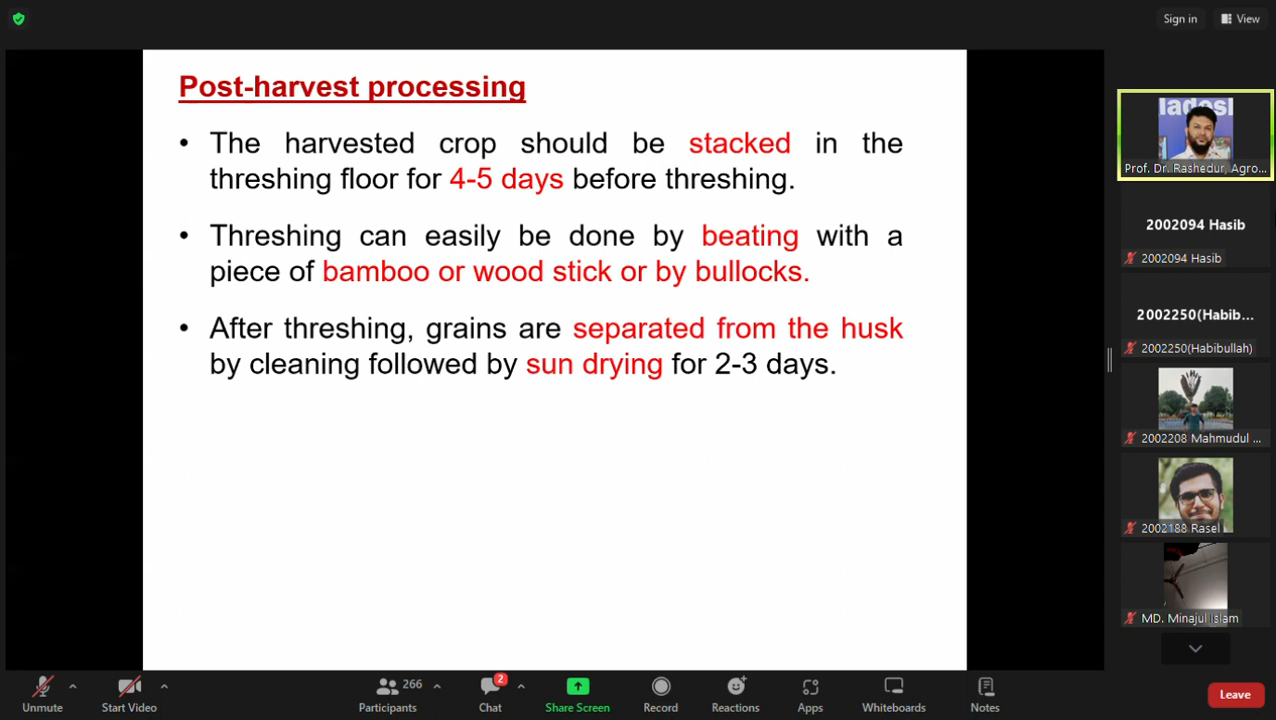 Sign in
View
Post-harvest processing
• The harvested crop should be stacked in the
threshing floor for 4-5 days before threshing.
• Threshing can easily be done by beating with a
piece of bamboo or wood stick or by bullocks.
• After threshing, grains are separated from the husk
by cleaning followed by sun drying for 2-3 days.
Prof. Dr. Rashedur, Agro...
2002094 Hasib
2002094 Hasib
2002250(Habib...
2002250(Habibullah)
2002208 Mahmudul ...
2002188 Rasel
MD. Minajul Islam
Unmute
Start Video
266
Participants
2
Chat
Share Screen
Record
Reactions
Apps
Whiteboards
Notes
Leave